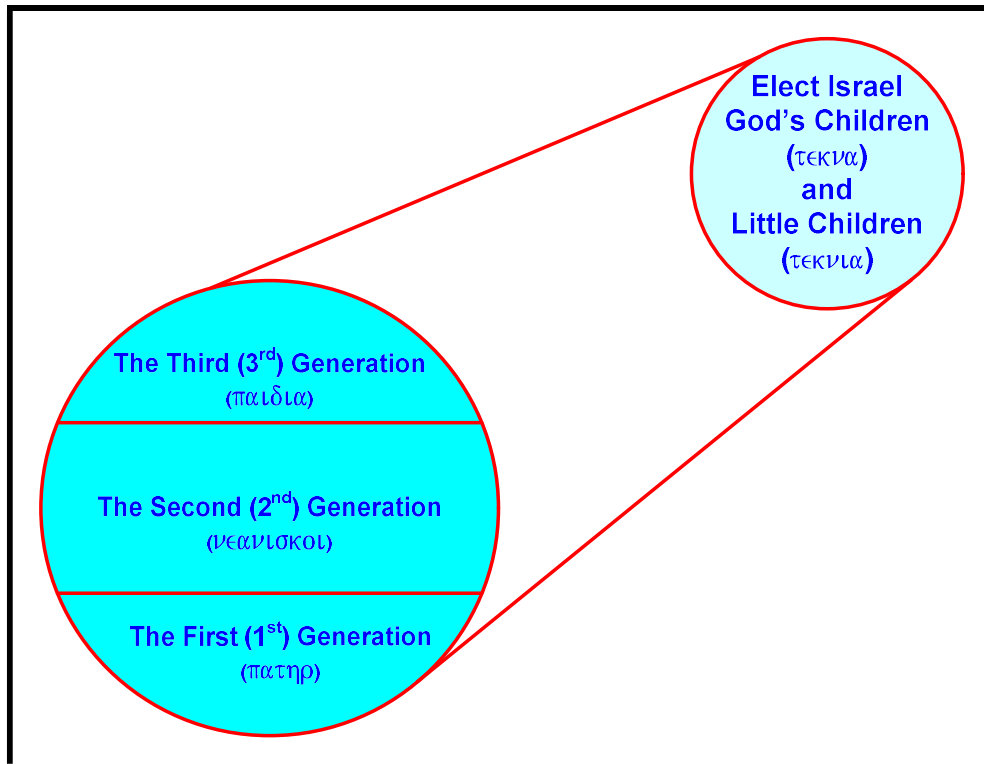 Elect Israel
God's Children
(τεκνα)
and
Little Children
(τεκνια)
The Third (3rd) Generation
(παιδια)
The Second (2nd) Generation
(νεανισκοι)
The First (1st) Generation
(πατηρ)